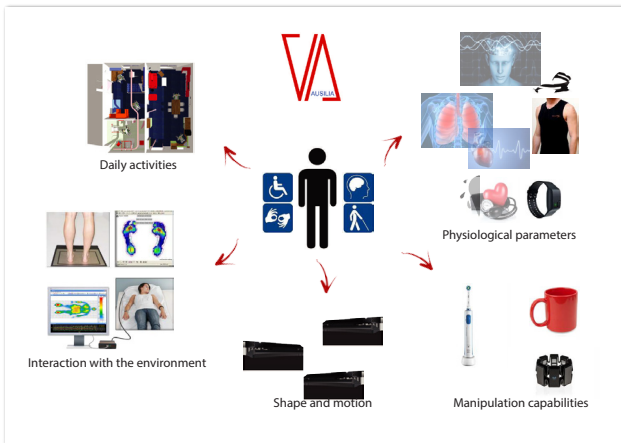 AUSILIA
Daily activities
Physiological parameters
Interaction with the environment
Shape and motion
Manipulation capabilities